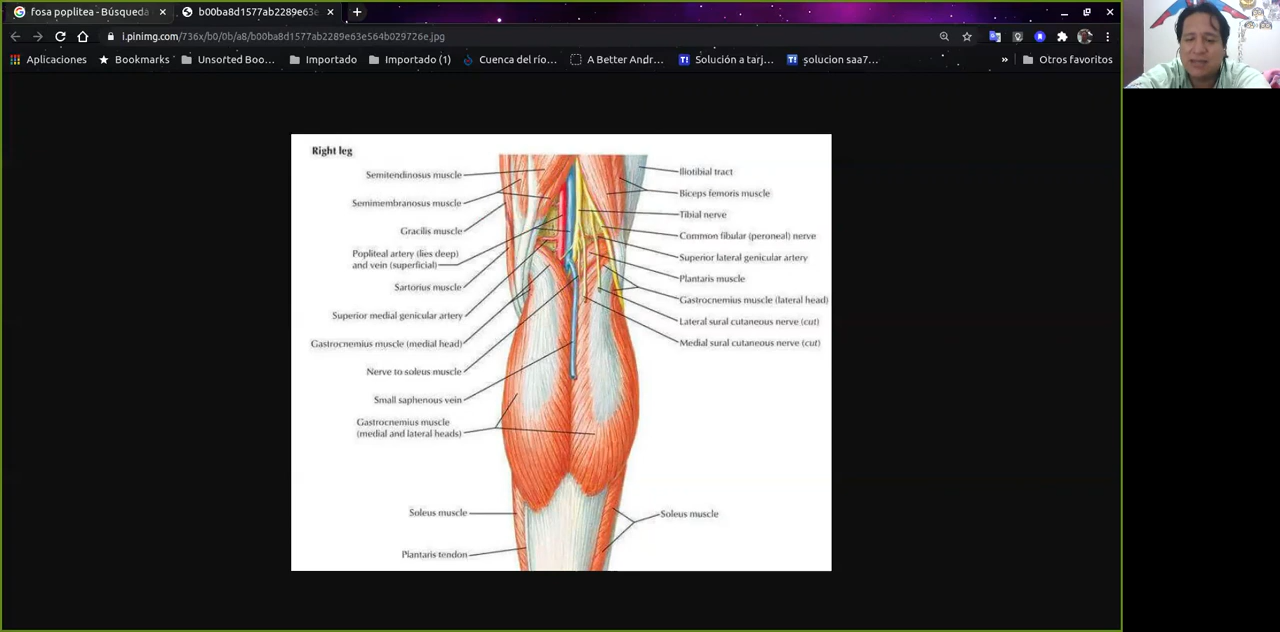 fosa poplitea - Búsqueda
b00ba8d1577ab2289e63e
i.pinimg.com/736x/b0/0b/a8/b00ba8d1577ab2289e63e564b029726e.jpg
Aplicaciones Bookmarks Unsorted Boo... Importado Importado (1) Cuenca del río... A Better Andr... Solución a tarj... solucion saa7... » Otros favoritos
Right leg
Semitendinosus muscle
Semimembranosus muscle
Gracilis muscle
Popliteal artery (lies deep)
and vein (superficial)
Sartorius muscle
Superior medial genicular artery
Gastrocnemius muscle (medial head)
Nerve to soleus muscle
Small saphenous vein
Gastrocnemius muscle
(medial and lateral heads)
Soleus muscle
Plantaris tendon
Iliotibial tract
Biceps femoris muscle
Tibial nerve
Common fibular (peroneal) nerve
Superior lateral genicular artery
Plantaris muscle
Gastrocnemius muscle (lateral head)
Lateral sural cutaneous nerve (cut)
Medial sural cutaneous nerve (cut)
Soleus muscle